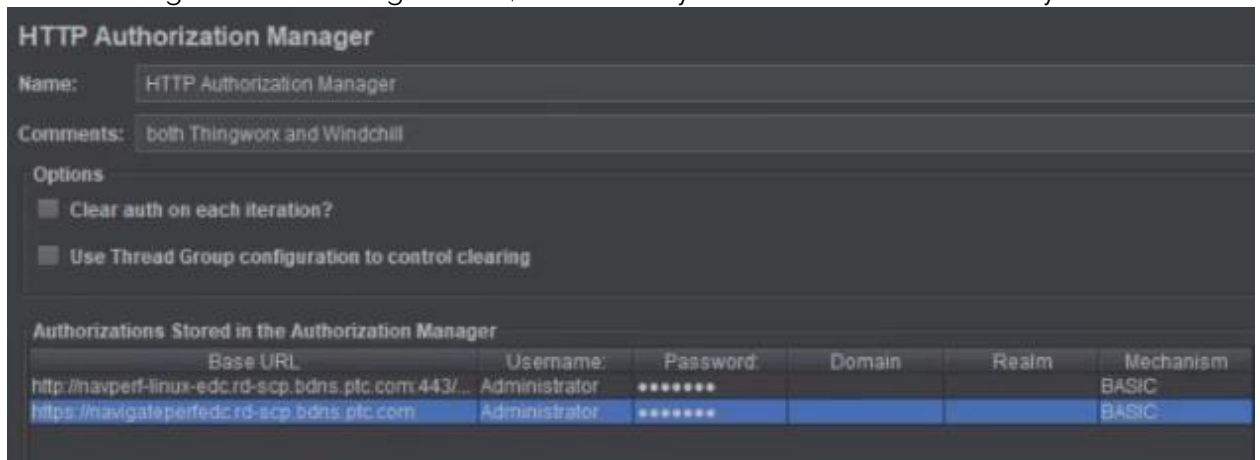 HTTP Authorization Manager
Name: HTTP Authorization Manager
Comments: both Thingworx and Windchill
Options
Clear auth on each iteration?
Use Thread Group configuration to control clearing
Authorizations Stored in the Authorization Manager
Base URL Username: Password: Domain Realm Mechanism
http://navperf-linux-edc.rd-scp.bdns.ptc.com:443/... Administrator ●●●●●●● BASIC
https://navigateperfedc.rd-scp.bdns.ptc.com Administrator ●●●●●●● BASIC